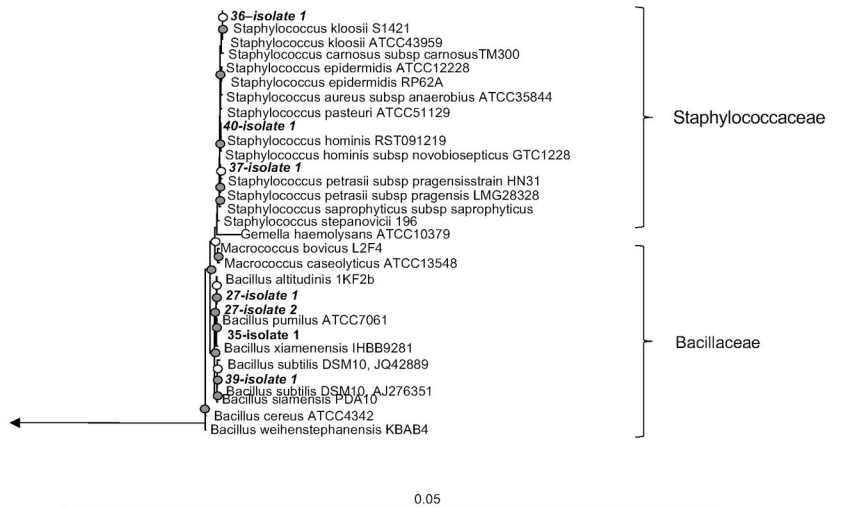 36–isolate 1
Staphylococcus kloosii S1421
Staphylococcus kloosii ATCC43959
Staphylococcus carnosus subsp carnosusTM300
Staphylococcus epidermidis ATCC12228
Staphylococcus epidermidis RP62A
Staphylococcus aureus subsp anaerobius ATCC35844
Staphylococcus pasteuri ATCC51129
Staphylococcaceae
40-isolate 1
Staphylococcus hominis RST091219
Staphylococcus hominis subsp novobiosepticus GTC1228
37-isolate 1
Staphylococcus petrasii subsp pragensisstrain HN31
Staphylococcus petrasii subsp pragensis LMG28328
Staphylococcus saprophyticus subsp saprophyticus
Staphylococcus stepanovicii 196
Gemella haemolysans ATCC10379
Macrococcus bovicus L2F4
Macrococcus caseolyticus ATCC13548
Bacillus altitudinis 1KF2b
27-isolate 1
27-isolate 2
Bacillus pumilus ATCC7061
35-isolate 1
Bacillaceae
Bacillus xiamenensis IHBB9281
Bacillus subtilis DSM10, JQ42889
39-isolate 1
Bacillus subtilis DSM10, AJ276351
Bacillus siamensis PDA10
Bacillus cereus ATCC4342
Bacillus weihenstephanensis KBAB4
0.05